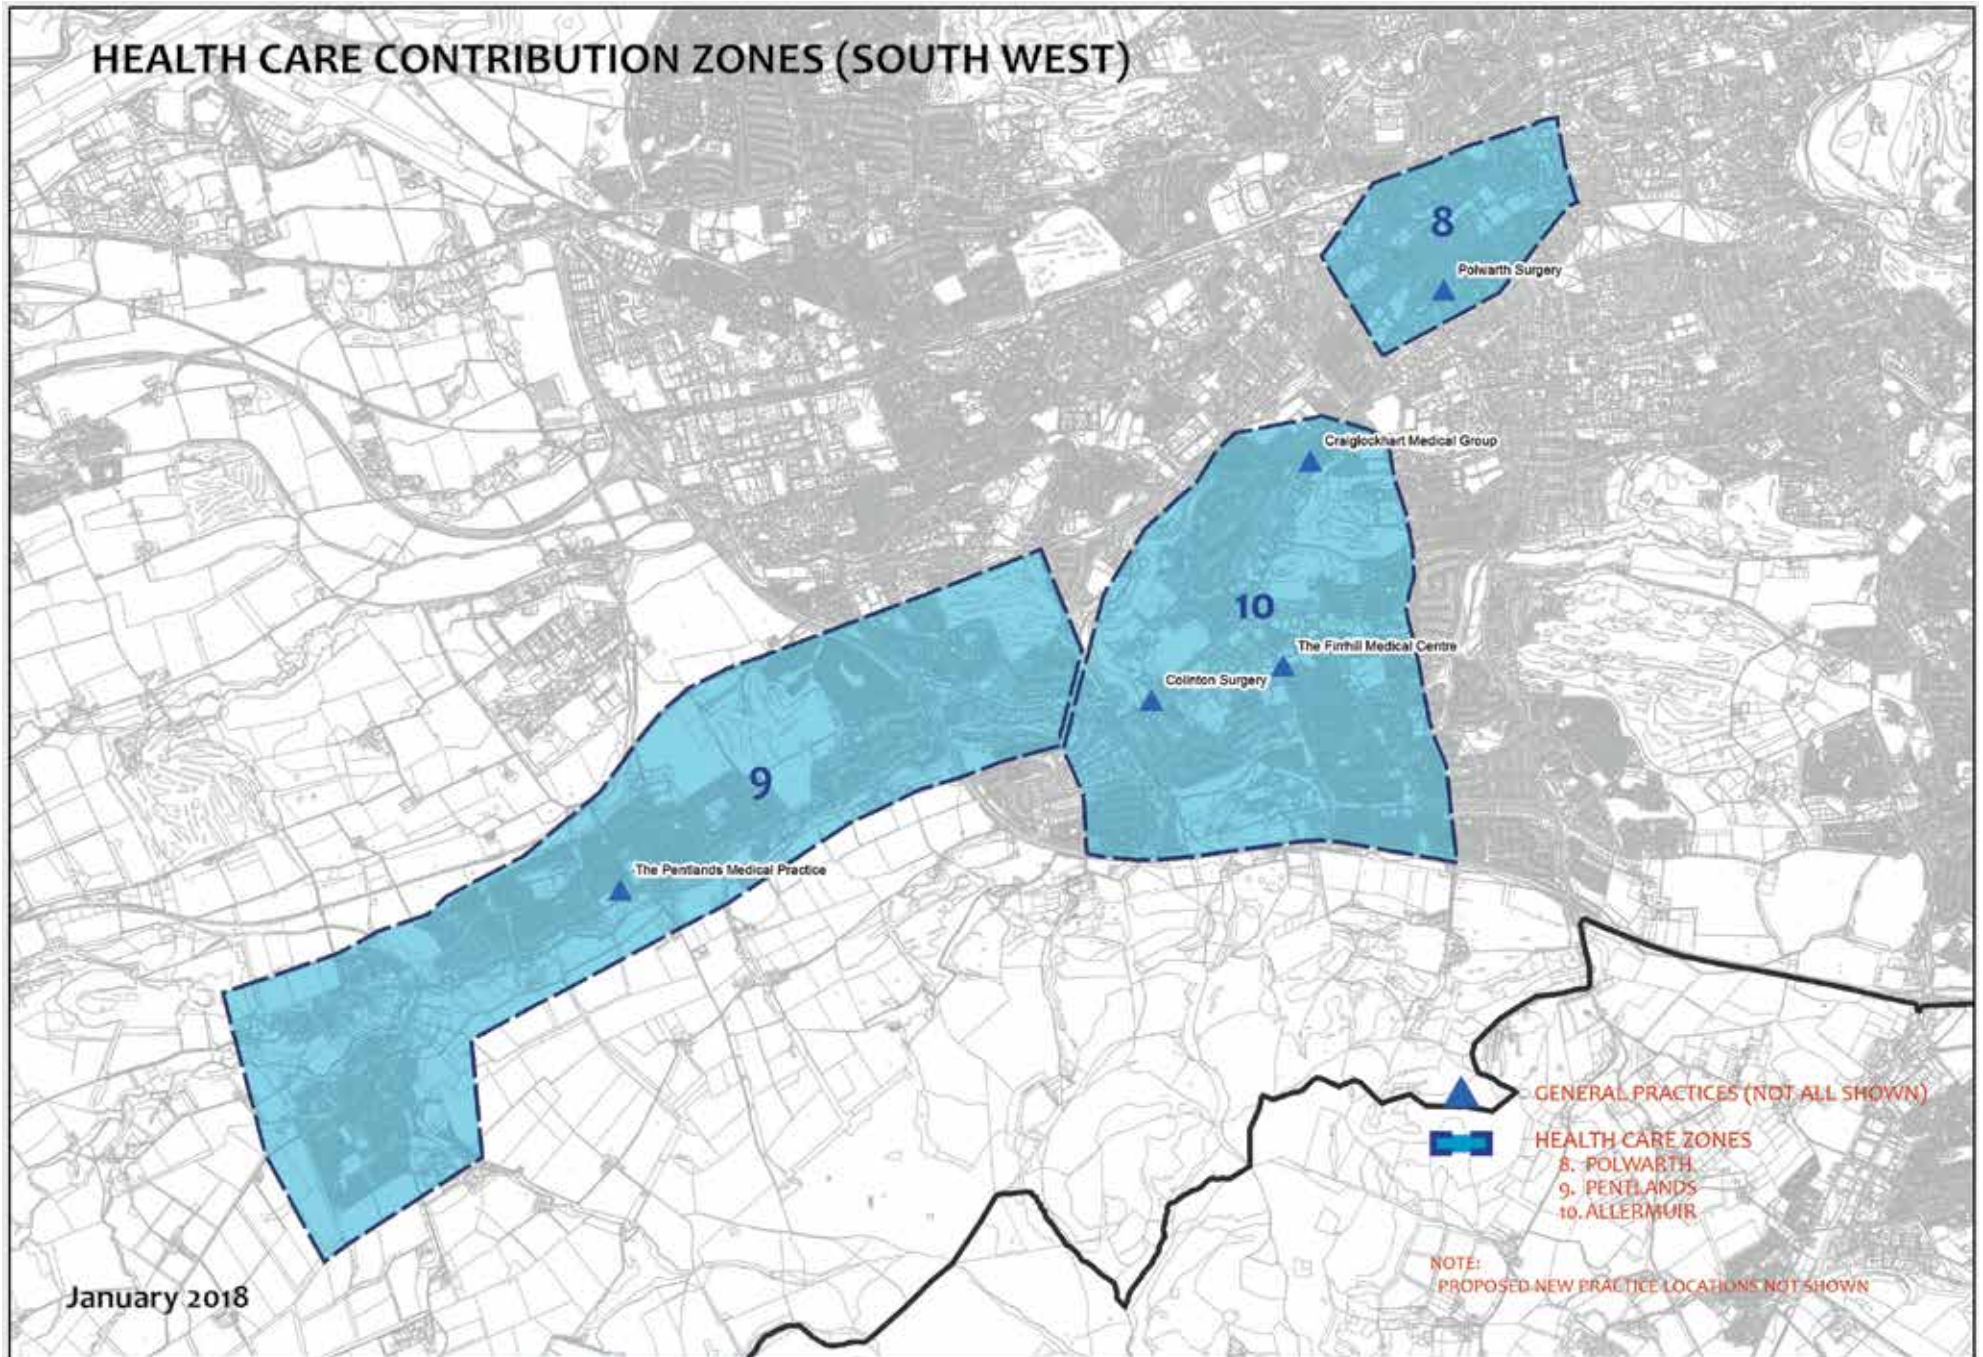 HEALTH CARE CONTRIBUTION ZONES (SOUTH WEST)
8
Polwarth Surgery
Craiglockhart Medical Group
10
The Firrhill Medical Centre
Colinton Surgery
9
The Pentlands Medical Practice
GENERAL PRACTICES (NOT ALL SHOWN)
HEALTH CARE ZONES
8. POLWARTH
9. PENTLANDS
10. ALLERMUIR
NOTE:
PROPOSED NEW PRACTICE LOCATIONS NOT SHOWN
January 2018